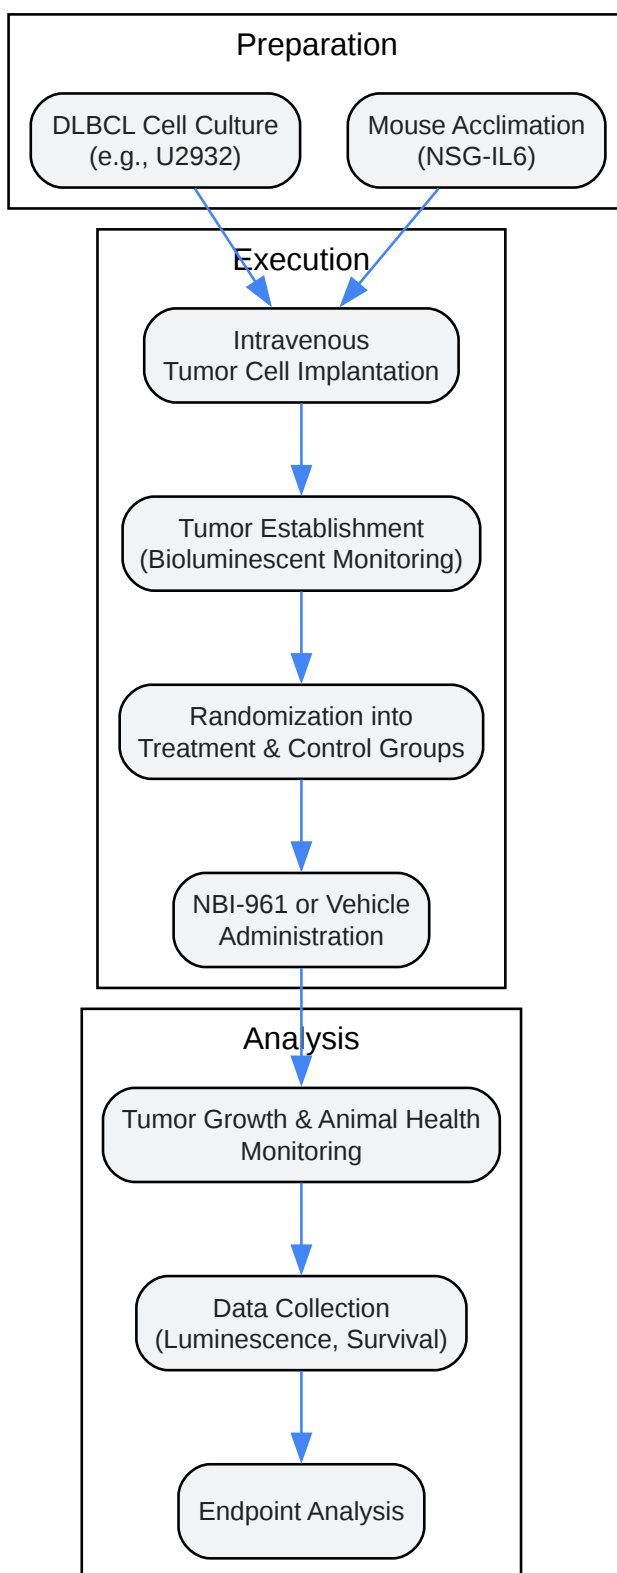 Preparation
DLBCL Cell Culture
(e.g., U2932)
Mouse Acclimation
(NSG-IL6)
Execution
Intravenous
Tumor Cell Implantation
Tumor Establishment
(Bioluminescent Monitoring)
Randomization into
Treatment & Control Groups
NBI-961 or Vehicle
Administration
Analysis
Tumor Growth & Animal Health
Monitoring
Data Collection
(Luminescence, Survival)
Endpoint Analysis